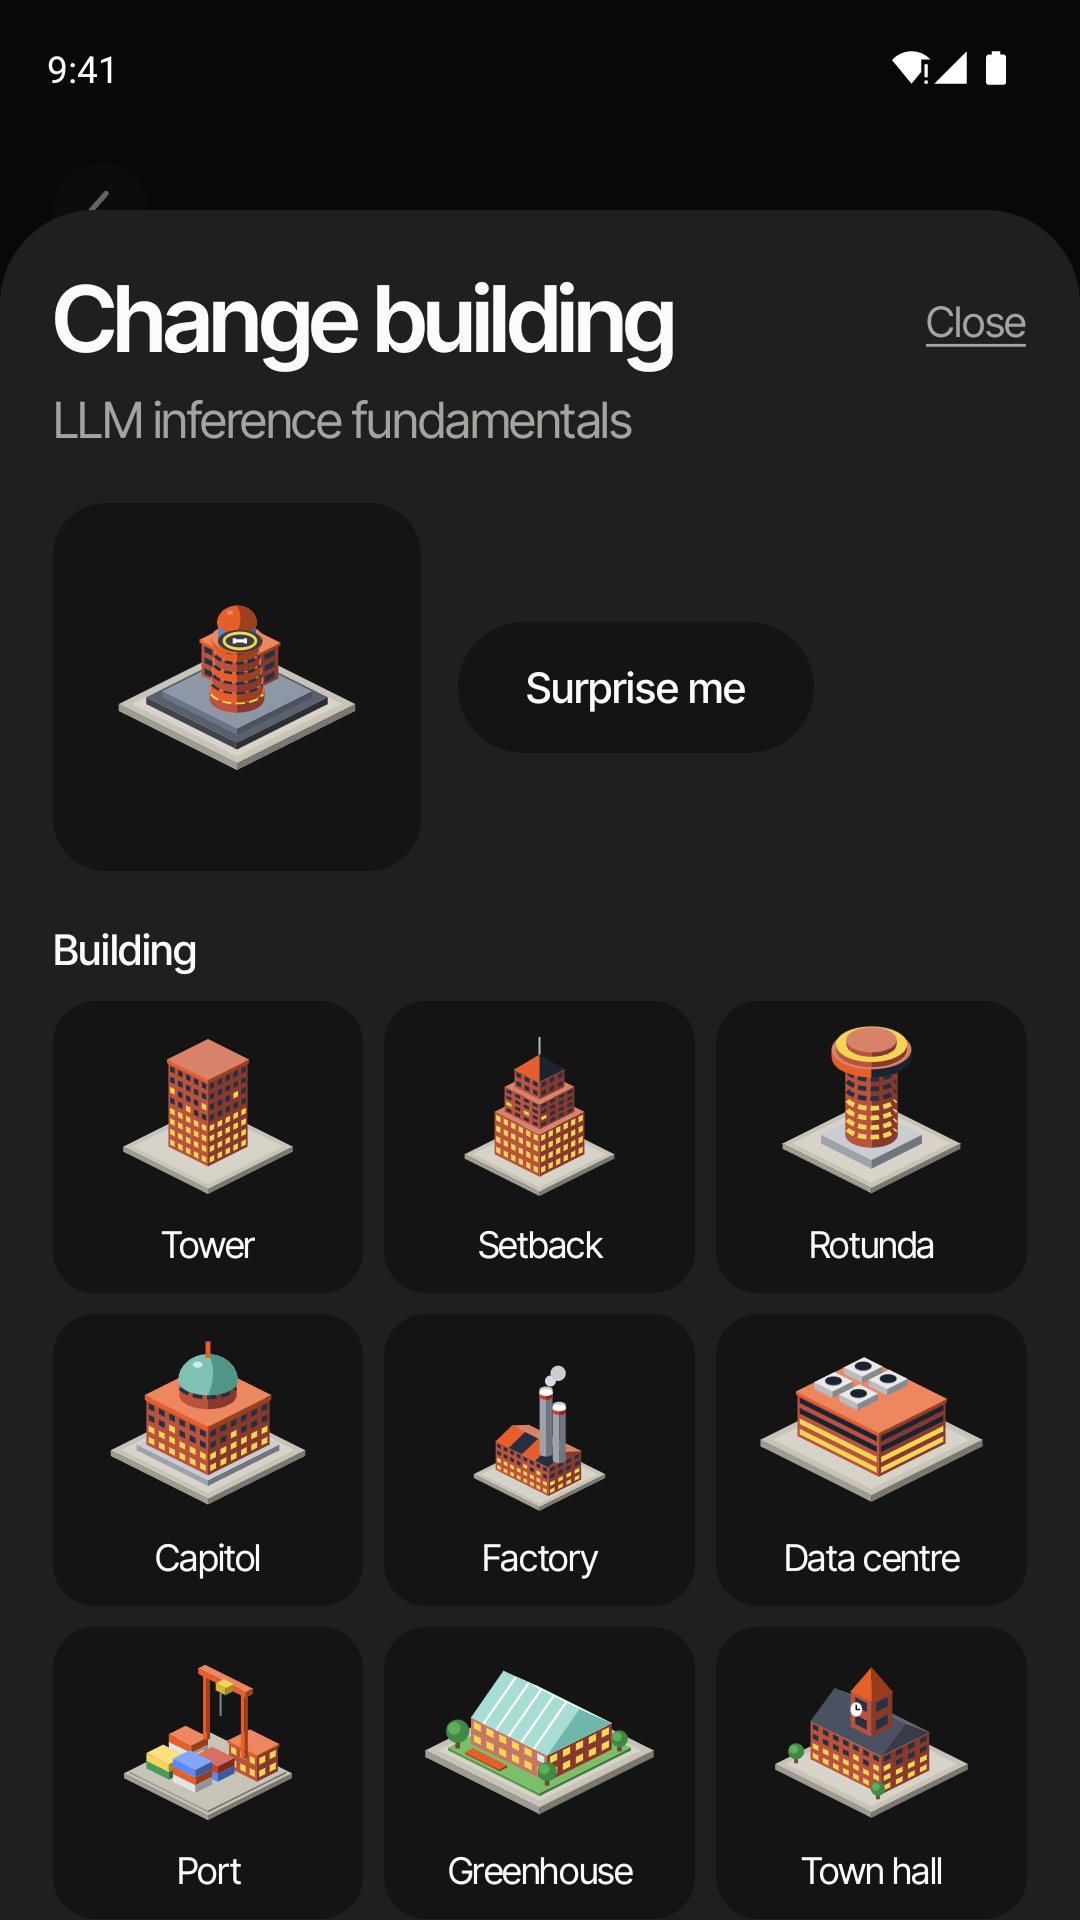 9:41
Change building
Close
LLM inference fundamentals
Surprise me
Building
Tower
Setback
Rotunda
Capitol
Factory
Data centre
Port
Greenhouse
Town hall